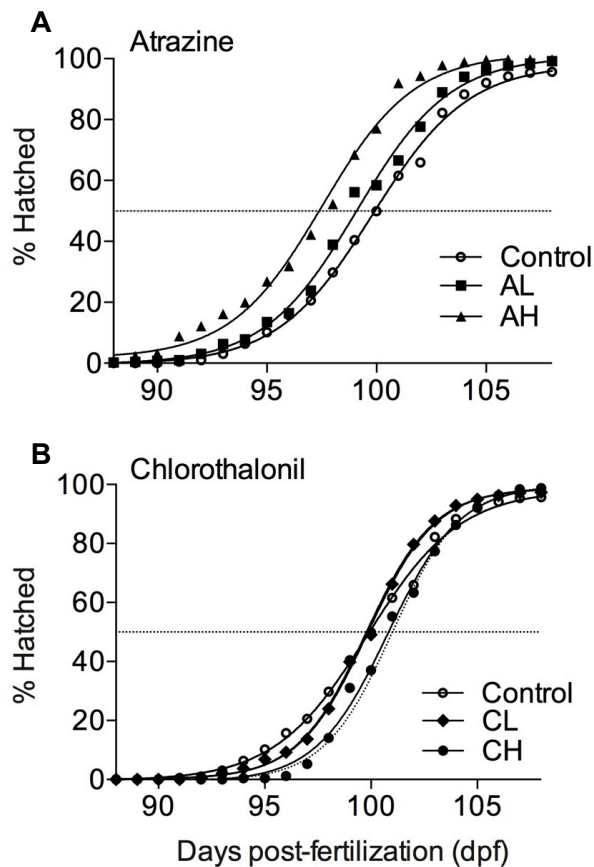 A
Atrazine
100
80
60
40
20
0
% Hatched
Control
AL
AH
90 95 100 105
B
Chlorothalonil
100
80
60
40
20
0
% Hatched
Control
CL
CH
90 95 100 105
Days post-fertilization (dpf)